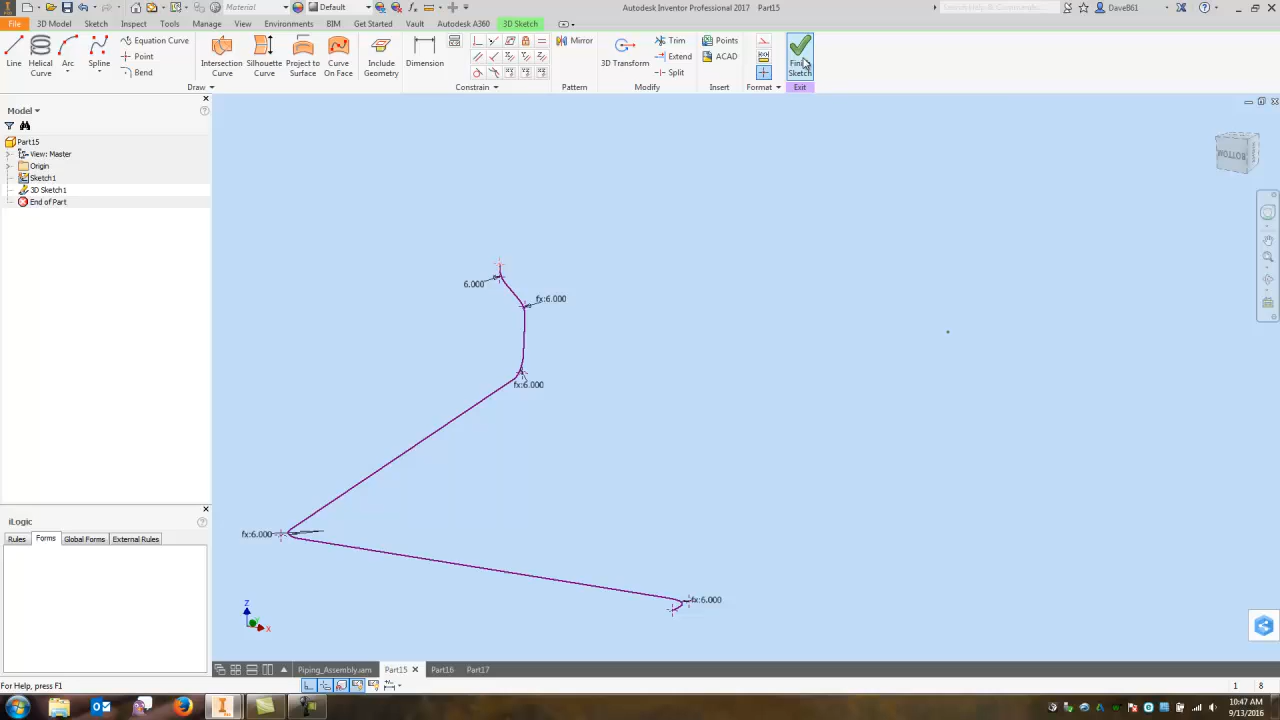 Material
Default
Autodesk Inventor Professional 2017 Part15
DaveB61
File
3D Model
Sketch
Inspect
Tools
Manage
View
Environments
BIM
Get Started
Vault
Autodesk A360
3D Sketch
Line
Helical Curve
Arc
Spline
Equation Curve
Point
Bend
Intersection Curve
Silhouette Curve
Project to Surface
Curve On Face
Include Geometry
Dimension
Mirror
3D Transform
Trim
Extend
Split
Points
ACAD
Finish Sketch
Draw
Constrain
Pattern
Modify
Insert
Format
Exit
Model
Part15
View: Master
Origin
Sketch1
3D Sketch1
End of Part
BOTTOM
6.000
fx:6.000
fx:6.000
fx:6.000
fx:6.000
iLogic
Rules
Forms
Global Forms
External Rules
Z
X
Piping_Assembly.iam
Part15
Part16
Part17
For Help, press F1
1
8
10:47 AM
9/13/2016